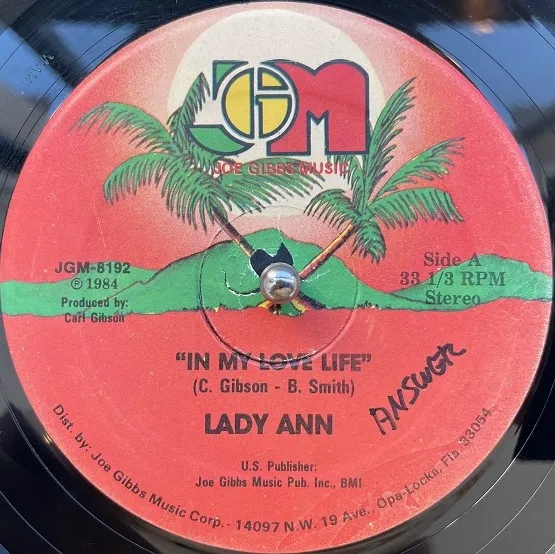 JGM
JOE GIBBS MUSIC
JGM-8192
℗ 1984
Produced by:
Carl Gibson
Side A
33 1/3 RPM
Stereo
"IN MY LOVE LIFE"
(C. Gibson - B. Smith)
LADY ANN
ANSWER
U.S. Publisher:
Joe Gibbs Music Pub. Inc., BMI
Dist. by: Joe Gibbs Music Corp. - 14097 N.W. 19 Ave., Opa-Locka, Fls. 33054